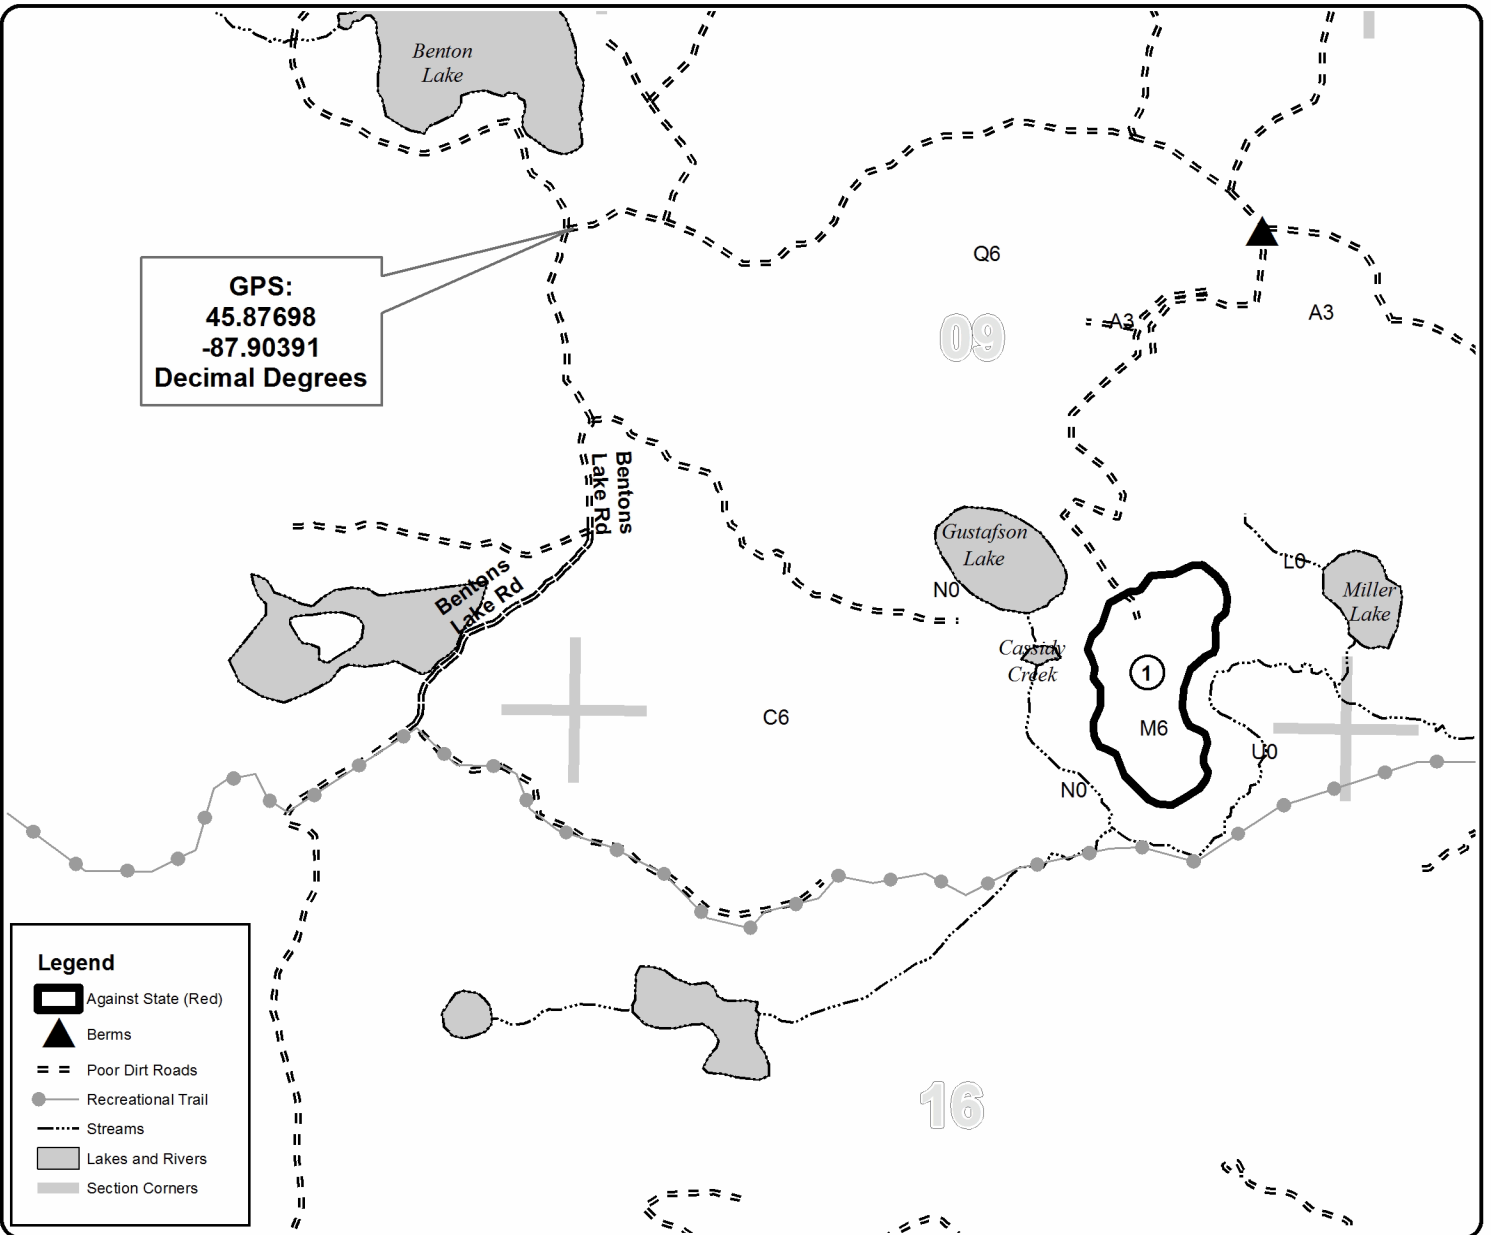 Benton
Lake
GPS:
45.87698
-87.90391
Decimal Degrees
Q6
A3
A3
09
Bentons
Lake Rd
Bentons
Lake Rd
Gustafson
Lake
N0
L0
Miller
Lake
Cassidy
Creek
1
M6
C6
U0
N0
16
Legend
Against State (Red)
Berms
Poor Dirt Roads
Recreational Trail
Streams
Lakes and Rivers
Section Corners